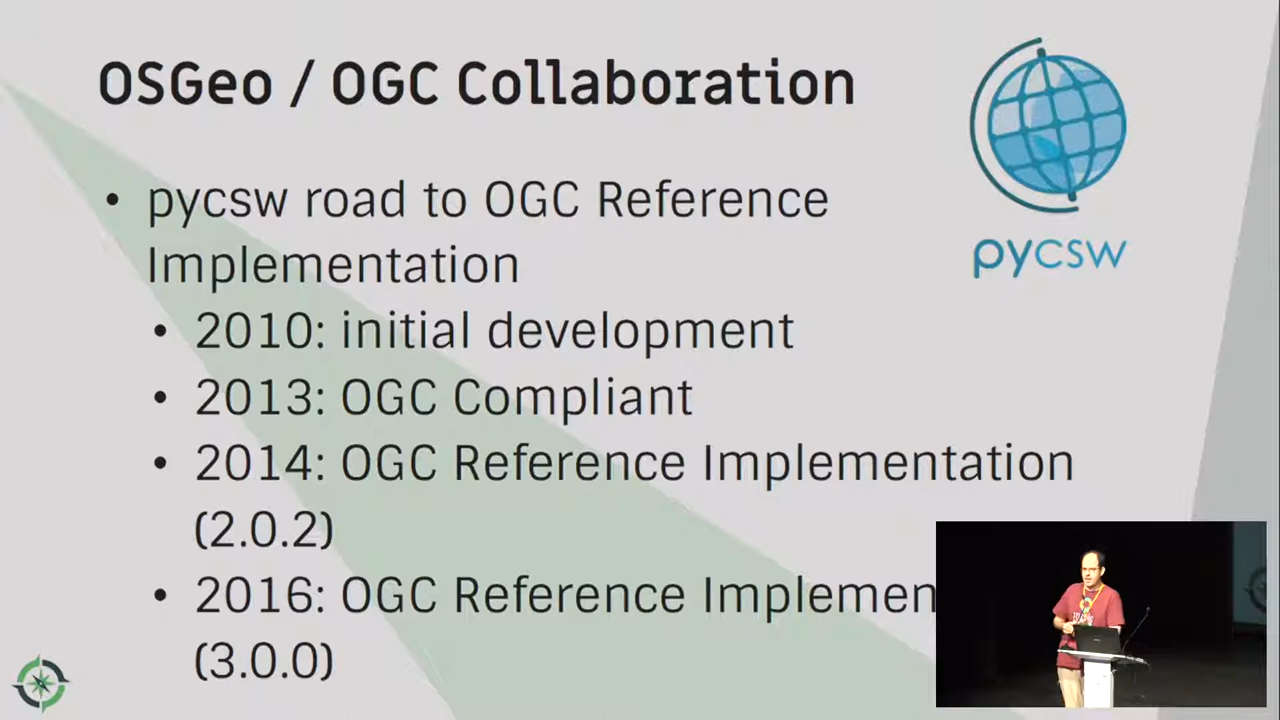 OSGeo / OGC Collaboration
pycsw
• pycsw road to OGC Reference
Implementation
• 2010: initial development
• 2013: OGC Compliant
• 2014: OGC Reference Implementation
(2.0.2)
• 2016: OGC Reference Implemen
(3.0.0)